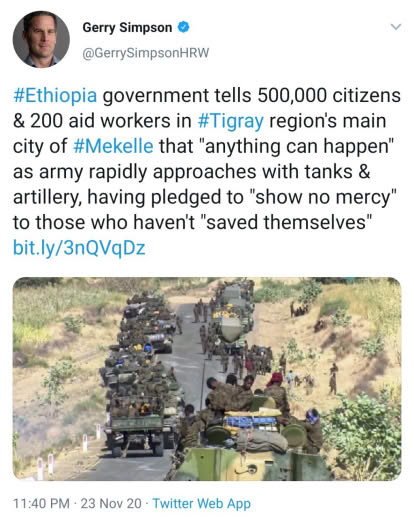 Gerry Simpson
@GerrySimpsonHRW
#Ethiopia government tells 500,000 citizens
& 200 aid workers in #Tigray region's main
city of #Mekelle that "anything can happen"
as army rapidly approaches with tanks &
artillery, having pledged to "show no mercy"
to those who haven't "saved themselves"
bit.ly/3nQVqDz
11:40 PM · 23 Nov 20 · Twitter Web App